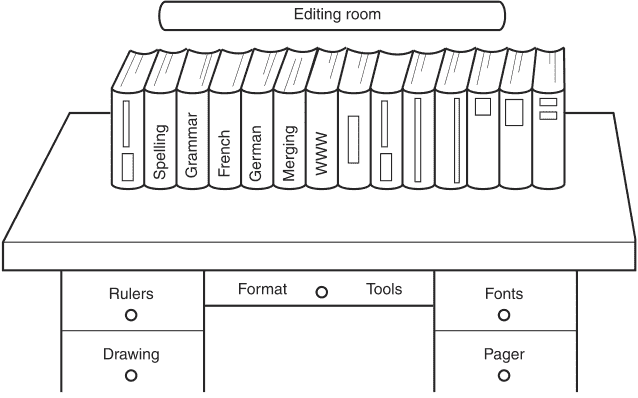 Editing room
Spelling
Grammar
French
German
Merging
WWW
Rulers
Format
Tools
Fonts
Drawing
Pager